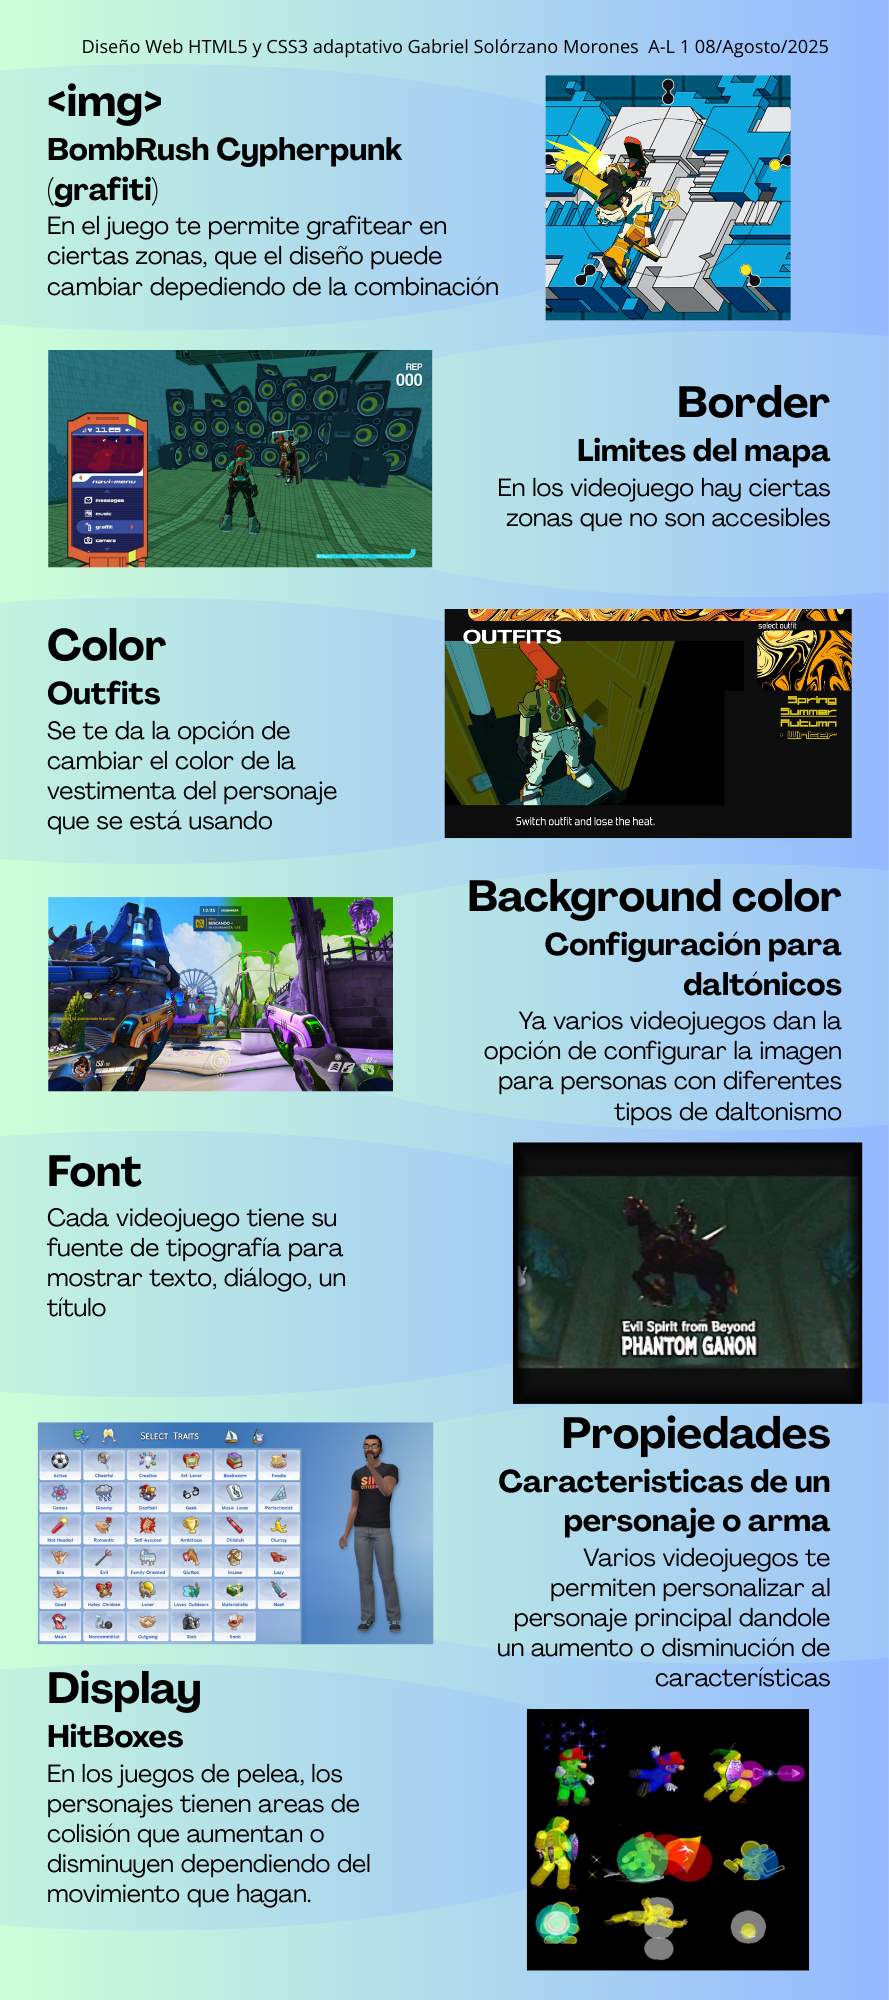 Diseño Web HTML5 y CSS3 adaptativo Gabriel Solórzano Morones  A-L 1 08/Agosto/2025
<img>
BombRush Cypherpunk
(grafiti)
En el juego te permite grafitear en
ciertas zonas, que el diseño puede
cambiar depediendo de la combinación
REP
000
11:25
navi-menu
messages
music
graffiti
camera
Border
Limites del mapa
En los videojuego hay ciertas
zonas que no son accesibles
Color
Outfits
Se te da la opción de
cambiar el color de la
vestimenta del personaje
que se está usando
OUTFITS
select outfit
Spring
Summer
Autumn
Winter
Switch outfit and lose the heat.
BUSCANDO
Background color
Configuración para
daltónicos
Ya varios videojuegos dan la
opción de configurar la imagen
para personas con diferentes
tipos de daltonismo
Font
Cada videojuego tiene su
fuente de tipografía para
mostrar texto, diálogo, un
título
Evil Spirit from Beyond
PHANTOM GANON
Select Traits
Active Cheerful Creative Art Lover Bookworm Foodie
Genius Gloomy Goofball Geek Music Lover Perfectionist
Hot-Headed Romantic Self-Assured Ambitious Childish Clumsy
Bro Evil Family-Oriented Glutton Insane Lazy
Good Hates Children Loner Loves Outdoors Materialistic Neat
Mean Noncommittal Outgoing Slob Snob
Propiedades
Caracteristicas de un
personaje o arma
Varios videojuegos te
permiten personalizar al
personaje principal dandole
un aumento o disminución de
características
Display
HitBoxes
En los juegos de pelea, los
personajes tienen areas de
colisión que aumentan o
disminuyen dependiendo del
movimiento que hagan.